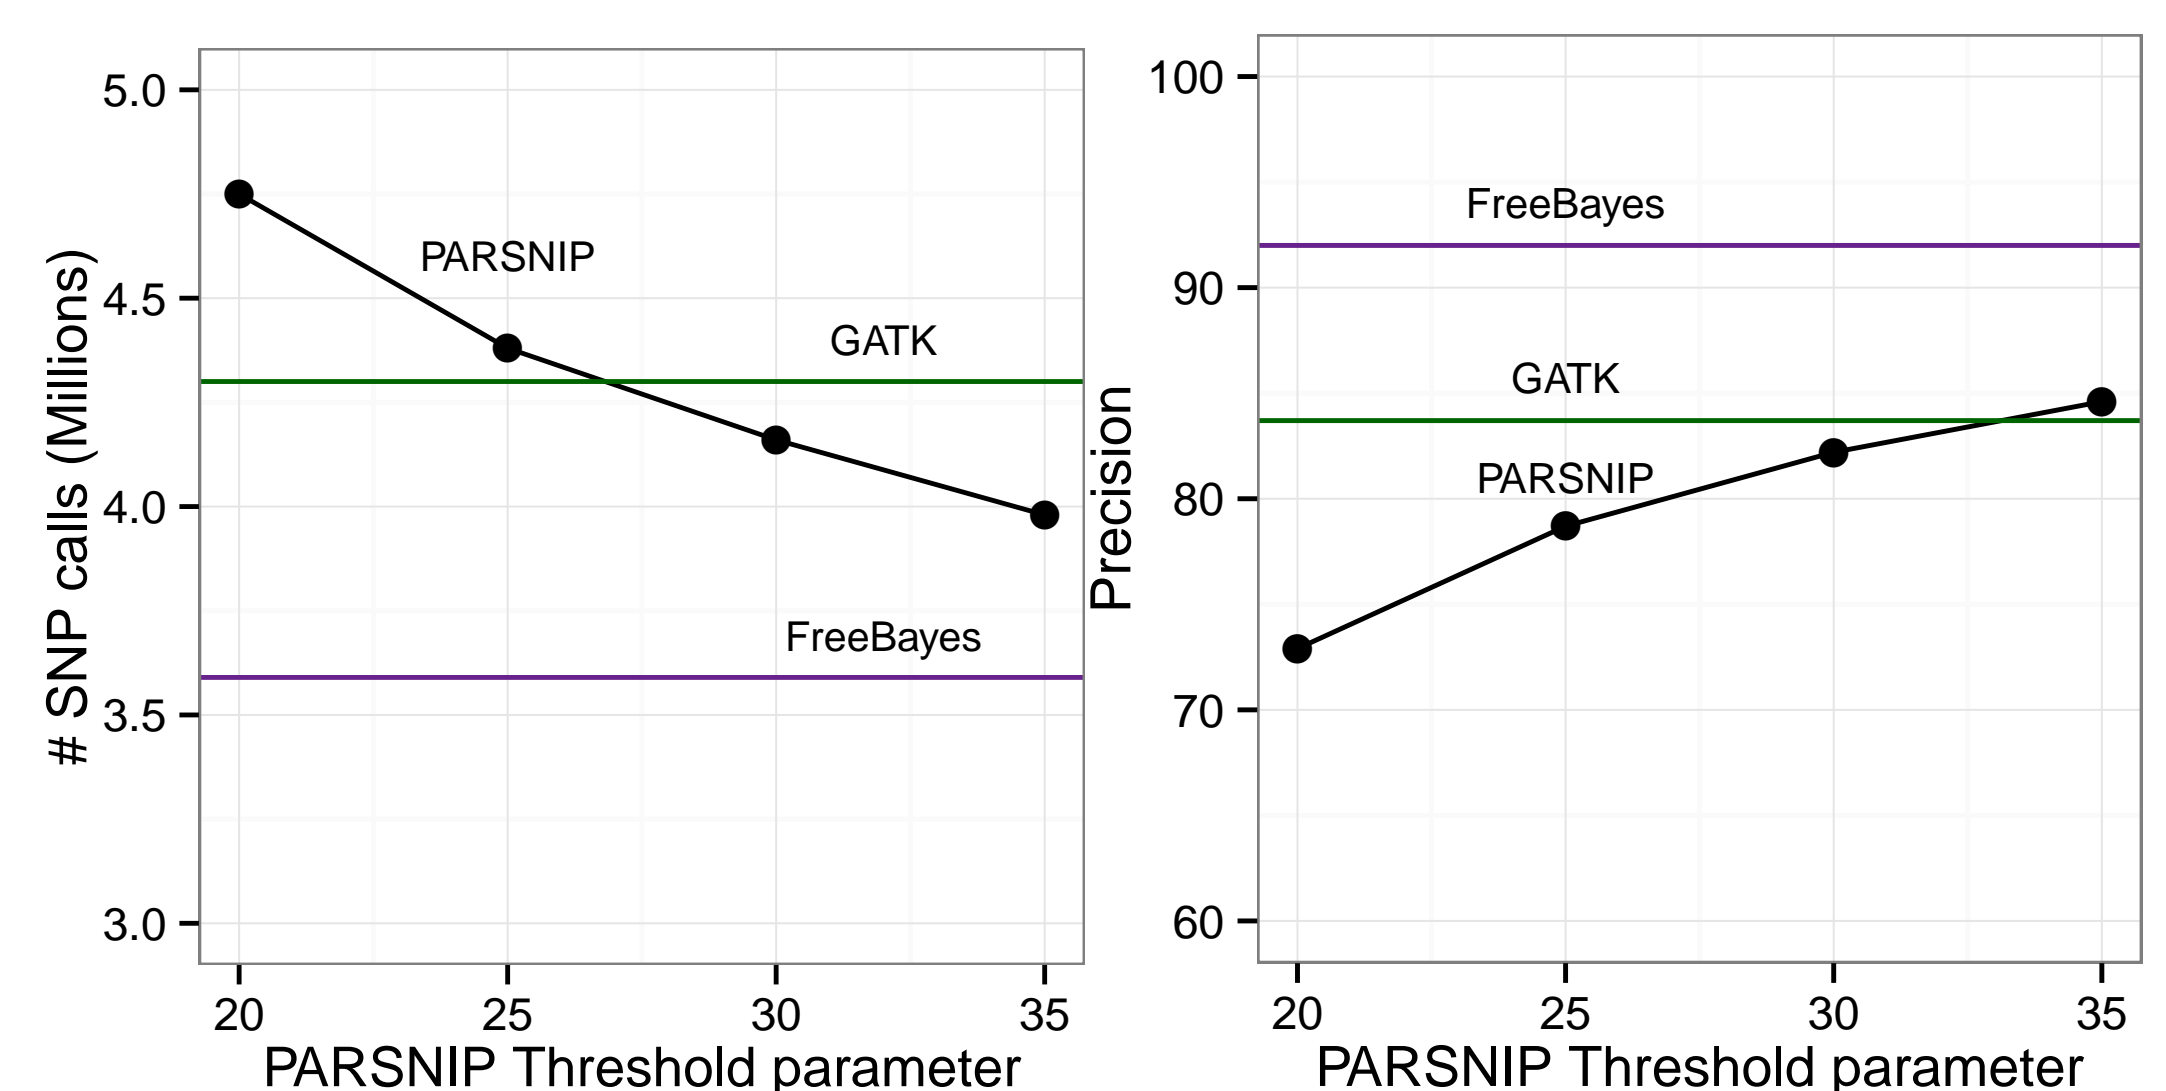 # SNP calls (Millions)
5.0
4.5
4.0
3.5
3.0
PARSNIP
GATK
FreeBayes
20 25 30 35
PARSNIP Threshold parameter
Precision
100
90
80
70
60
FreeBayes
GATK
PARSNIP
20 25 30 35
PARSNIP Threshold parameter